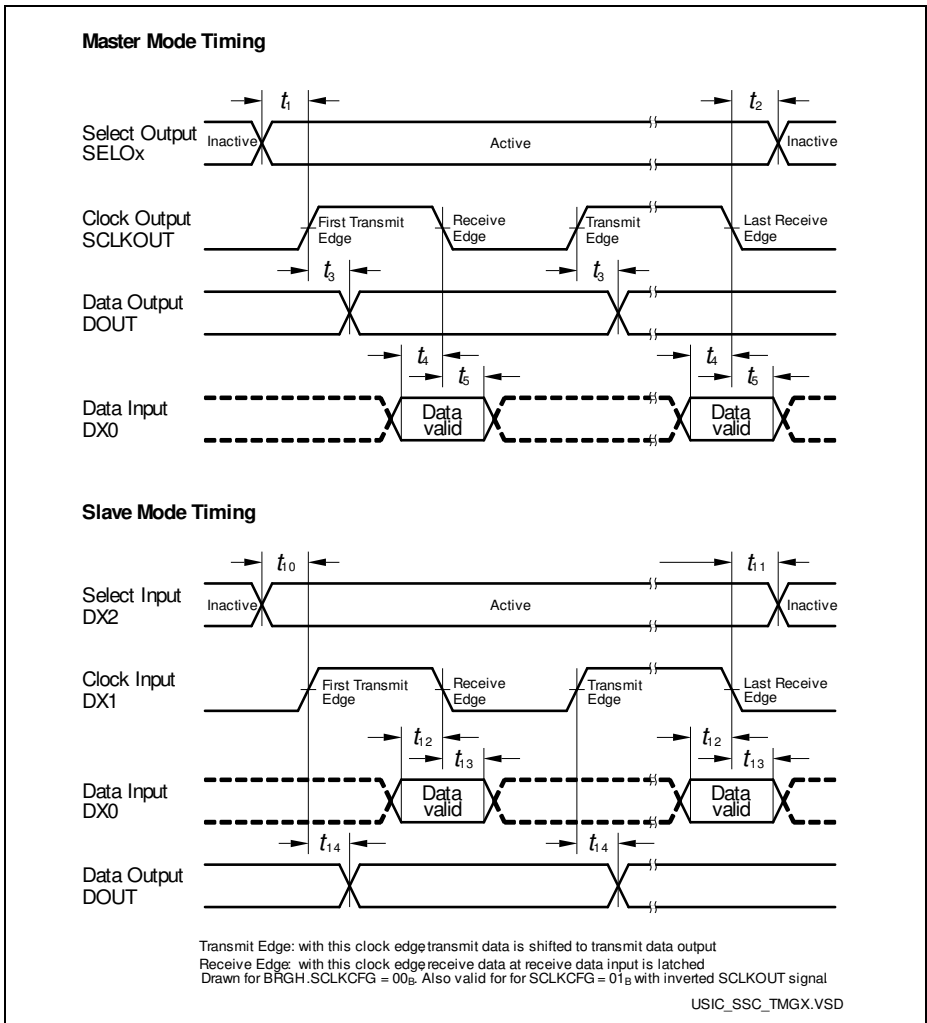 Master Mode Timing
t1 t2
Select Output
SELOx
Inactive Active Inactive
Clock Output
SCLKOUT
First Transmit
Edge
Receive
Edge
Transmit
Edge
Last Receive
Edge
t3 t3
Data Output
DOUT
t4 t5 t4 t5
Data Input
DX0
Data
valid
Data
valid
Slave Mode Timing
t10 t11
Select Input
DX2
Inactive Active Inactive
Clock Input
DX1
First Transmit
Edge
Receive
Edge
Transmit
Edge
Last Receive
Edge
t12 t13 t12 t13
Data Input
DX0
Data
valid
Data
valid
t14 t14
Data Output
DOUT
Transmit Edge: with this clock edge, transmit data is shifted to transmit data output
Receive Edge: with this clock edge, receive data at receive data input is latched
Drawn for BRGH.SCLKCFG = 00B. Also valid for for SCLKCFG = 01B with inverted SCLKOUT signal
USIC_SSC_TMGX.VSD